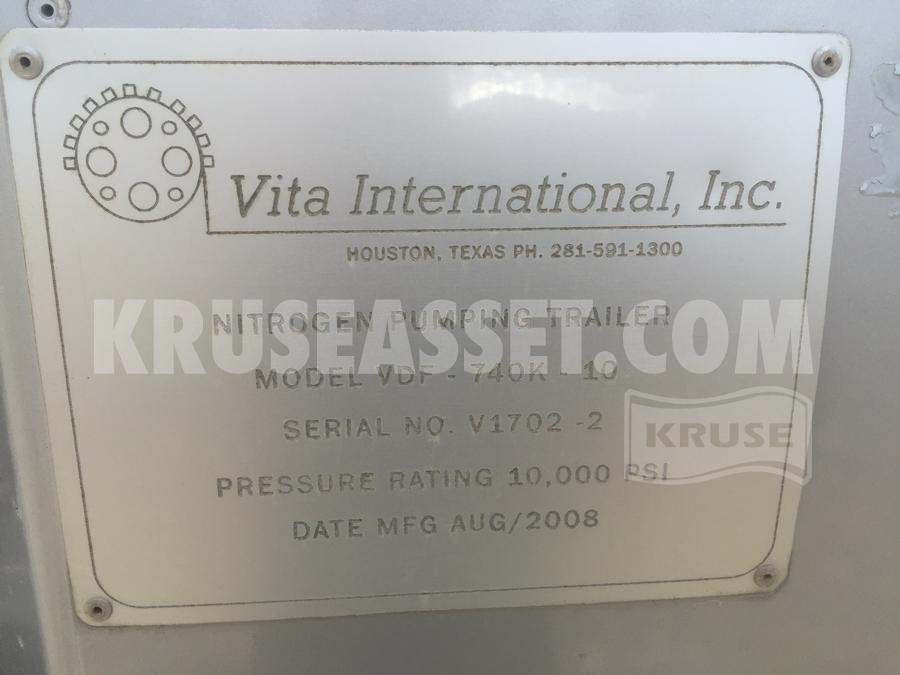 Vita International, Inc.
HOUSTON, TEXAS PH. 281-591-1300
NITROGEN PUMPING TRAILER
KRUSEASSET.COM
MODEL VDF - 740K - 10
SERIAL NO. V1702 -2
KRUSE
PRESSURE RATING 10,000 PSI
DATE MFG AUG/2008